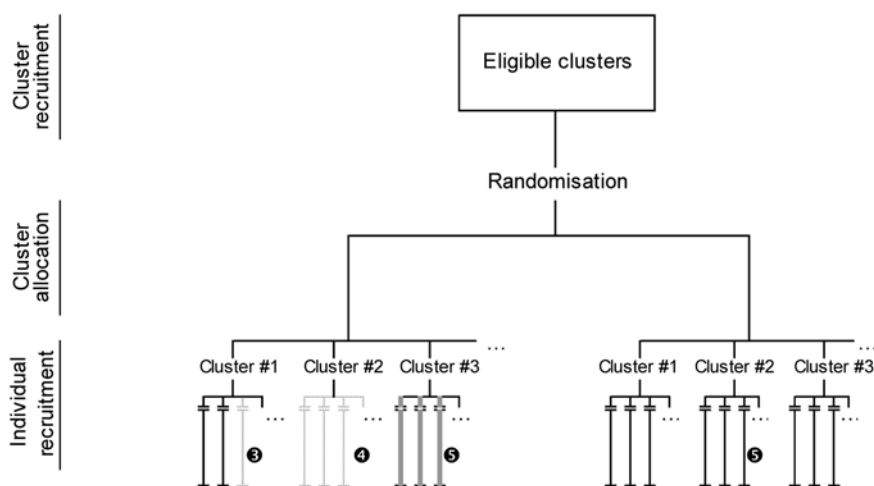 Cluster
recruitment
Eligible clusters
Randomisation
Cluster
allocation
Individual
recruitment
...
...
Cluster #1 Cluster #2 Cluster #3
Cluster #1 Cluster #2 Cluster #3
... ... ...
... ... ...
❸ ❹ ❺
❺